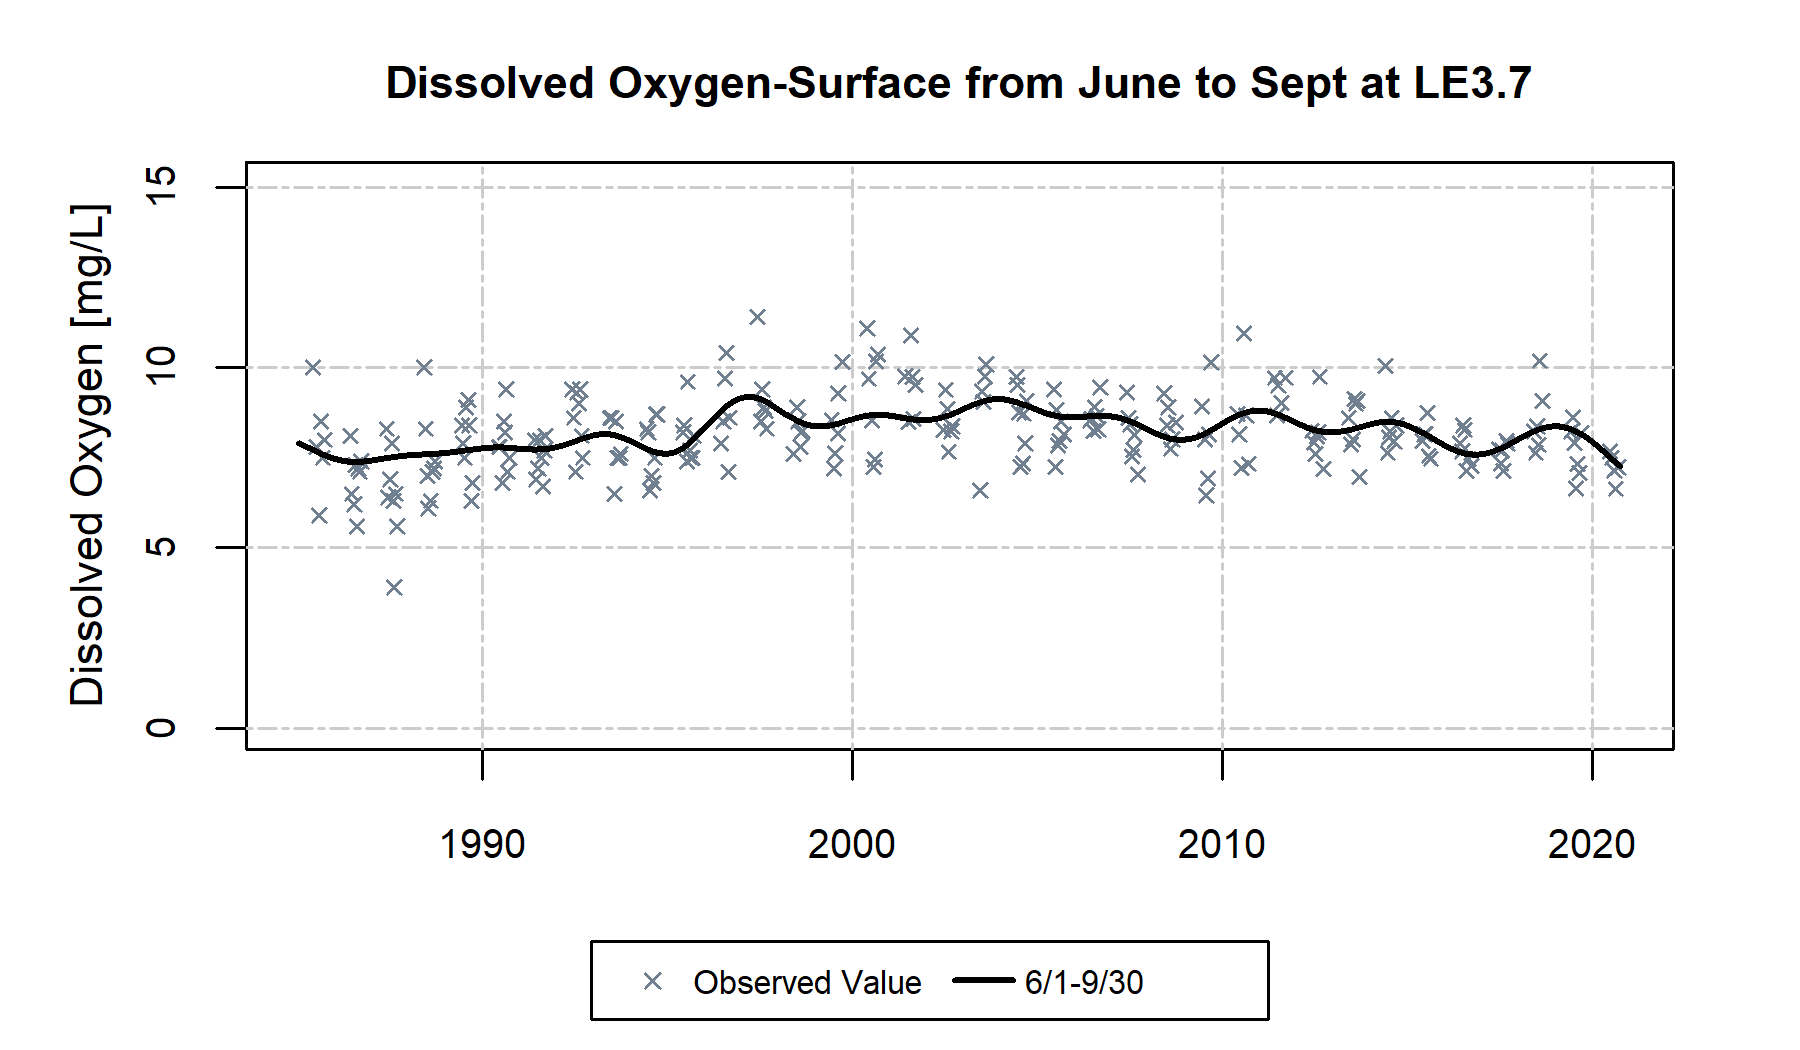 Dissolved Oxygen-Surface from June to Sept at LE3.7
Dissolved Oxygen [mg/L]
15
10
5
0
1990 2000 2010 2020
Observed Value 6/1-9/30